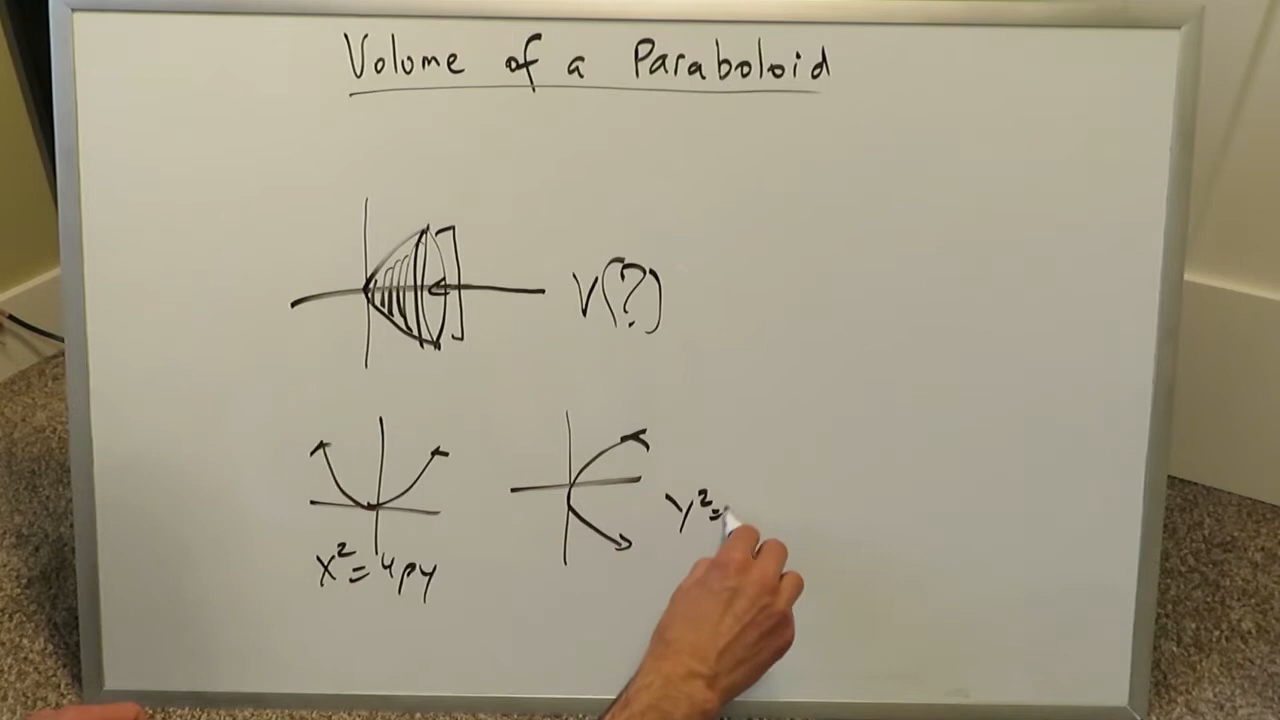 Volume of a Paraboloid
V(?)
x² = 4py
y² =